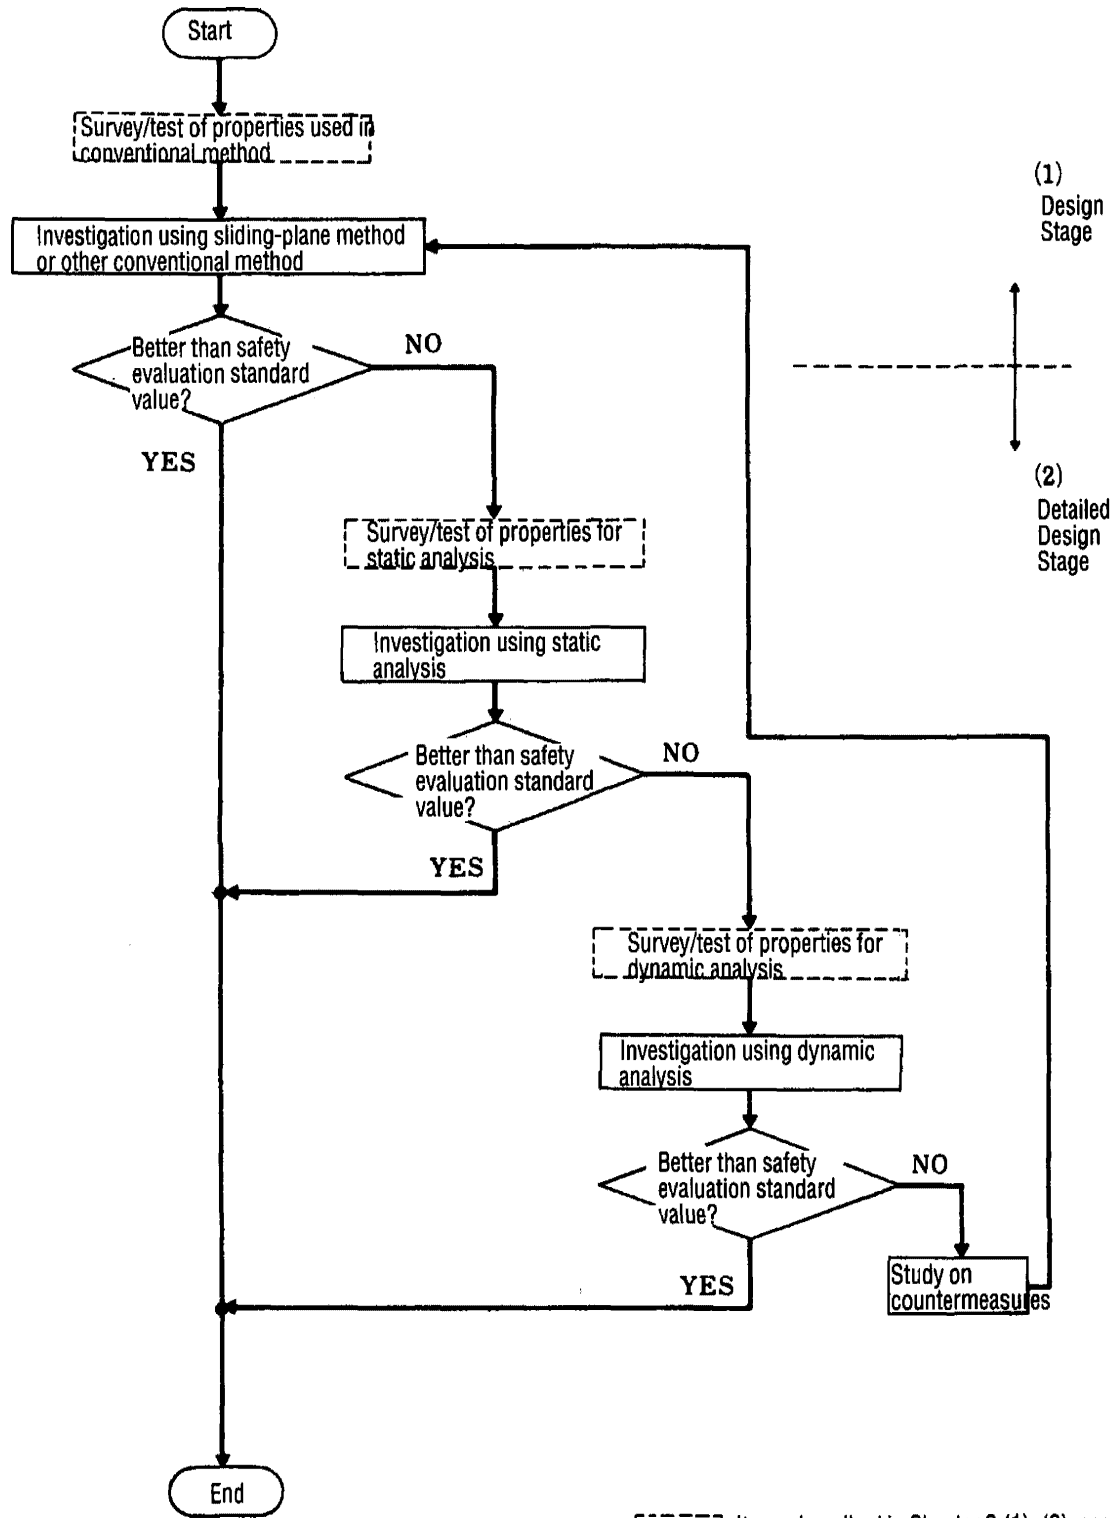 Start
Survey/test of properties used in
conventional method
(1)
Design
Stage
Investigation using sliding-plane method
or other conventional method
Better than safety
evaluation standard
value?
NO
YES
(2)
Detailed
Design
Stage
Survey/test of properties for
static analysis
Investigation using static
analysis
Better than safety
evaluation standard
value?
NO
YES
Survey/test of properties for
dynamic analysis
Investigation using dynamic
analysis
Better than safety
evaluation standard
value?
NO
YES
Study on
countermeasures
End